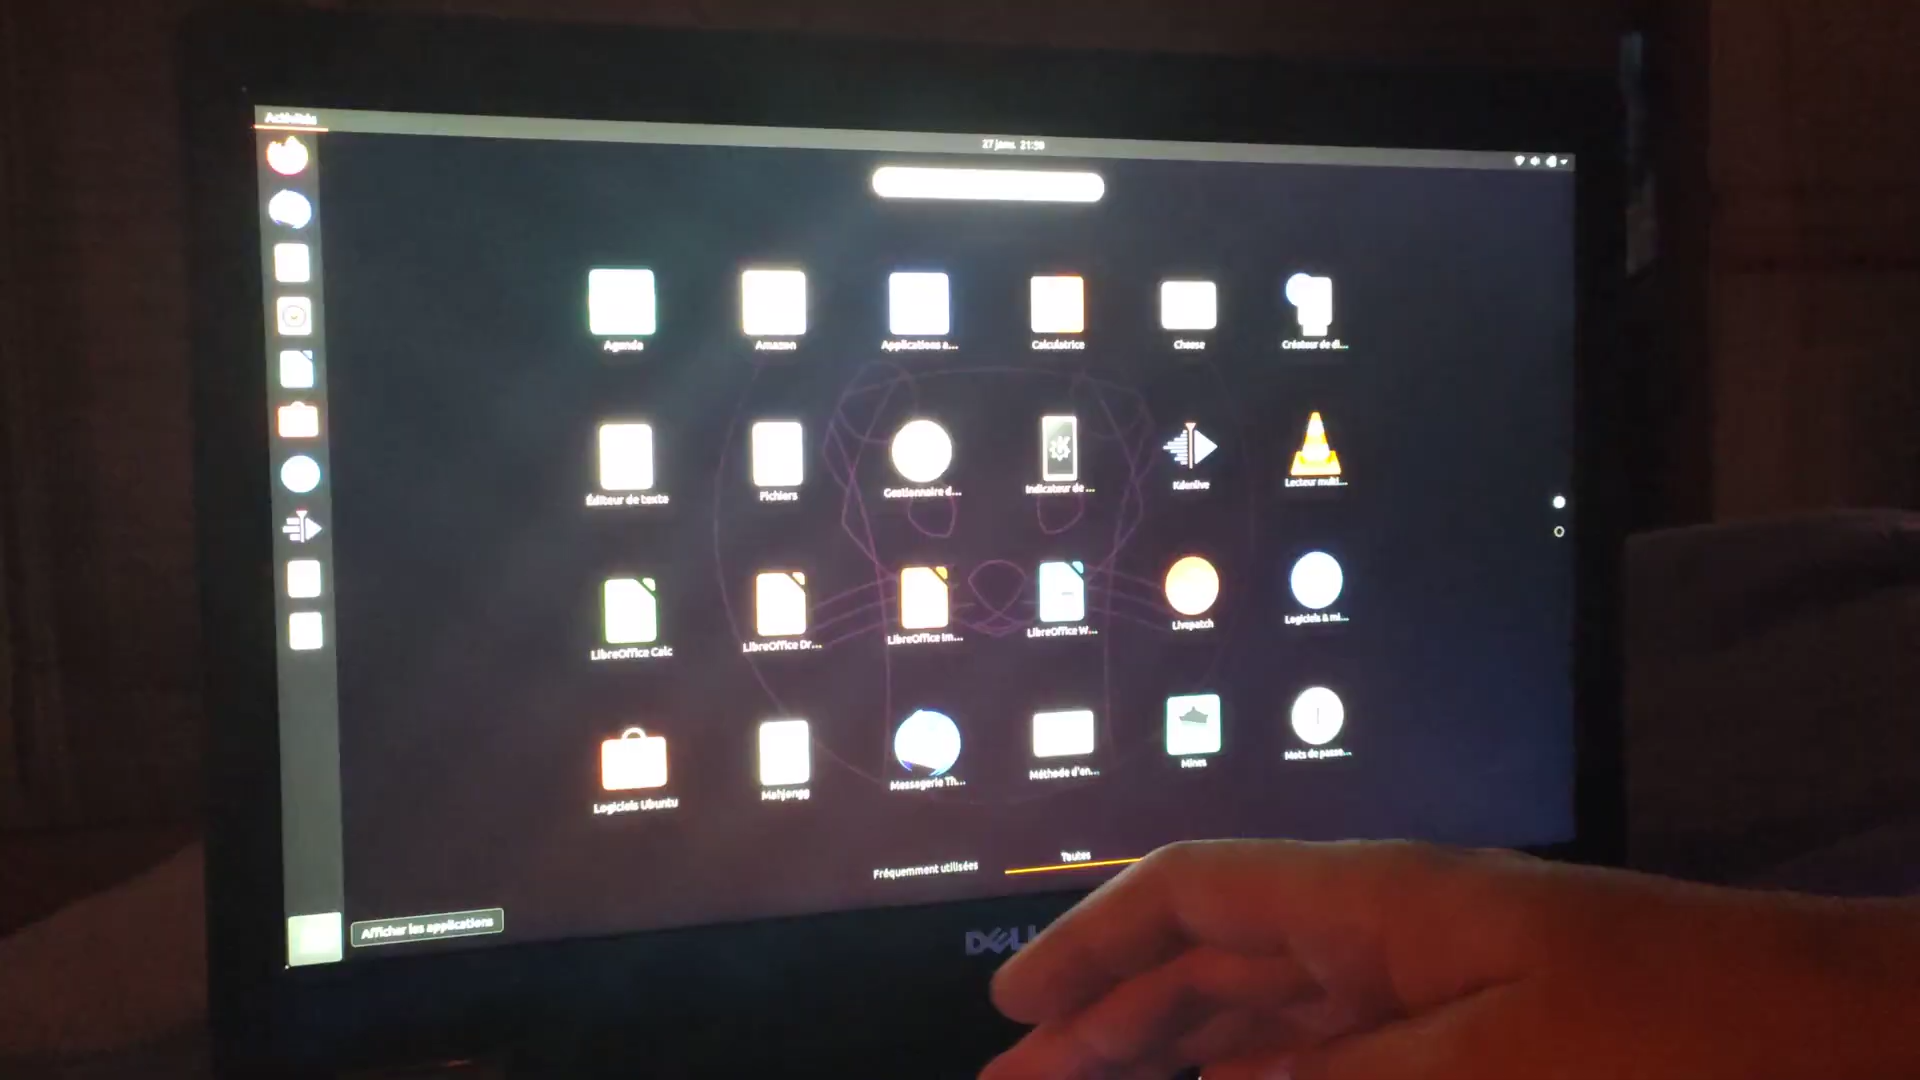 Activités
27 janv. 21:50
Agenda
Amazon
Applications a...
Calculatrice
Cheese
Créateur de di...
Éditeur de texte
Fichiers
Gestionnaire d...
Indicateur de ...
Kdenlive
Lecteur multi...
LibreOffice Calc
LibreOffice Dr...
LibreOffice Im...
LibreOffice W...
Livepatch
Logiciels à mi...
Logiciels Ubuntu
Mahjongg
Messagerie Th...
Méthode d'en...
Mines
Mots de passe...
Fréquemment utilisées
Toutes
Afficher les applications
DELL